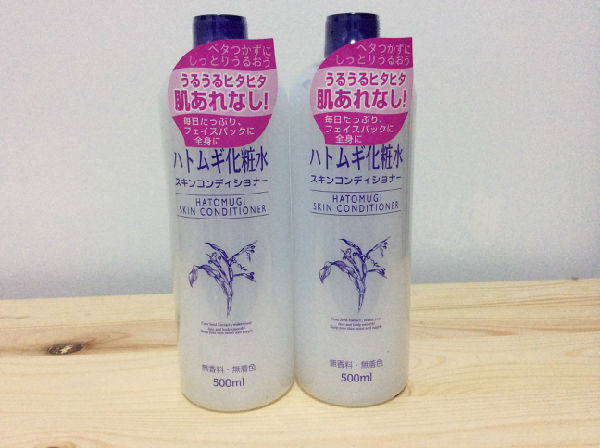 ベタつかずに
しっとりうるおう
うるうるヒタヒタ
肌あれなし!
毎日たっぷり、
フェイスパックに
全身に
ハトムギ化粧水
スキンコンディショナー
HATOMUGI
SKIN CONDITIONER
無香料・無着色
500ml
ベタつかずに
しっとりうるおう
うるうるヒタヒタ
肌あれなし!
毎日たっぷり、
フェイスパックに
全身に
ハトムギ化粧水
スキンコンディショナー
HATOMUGI
SKIN CONDITIONER
無香料・無着色
500ml